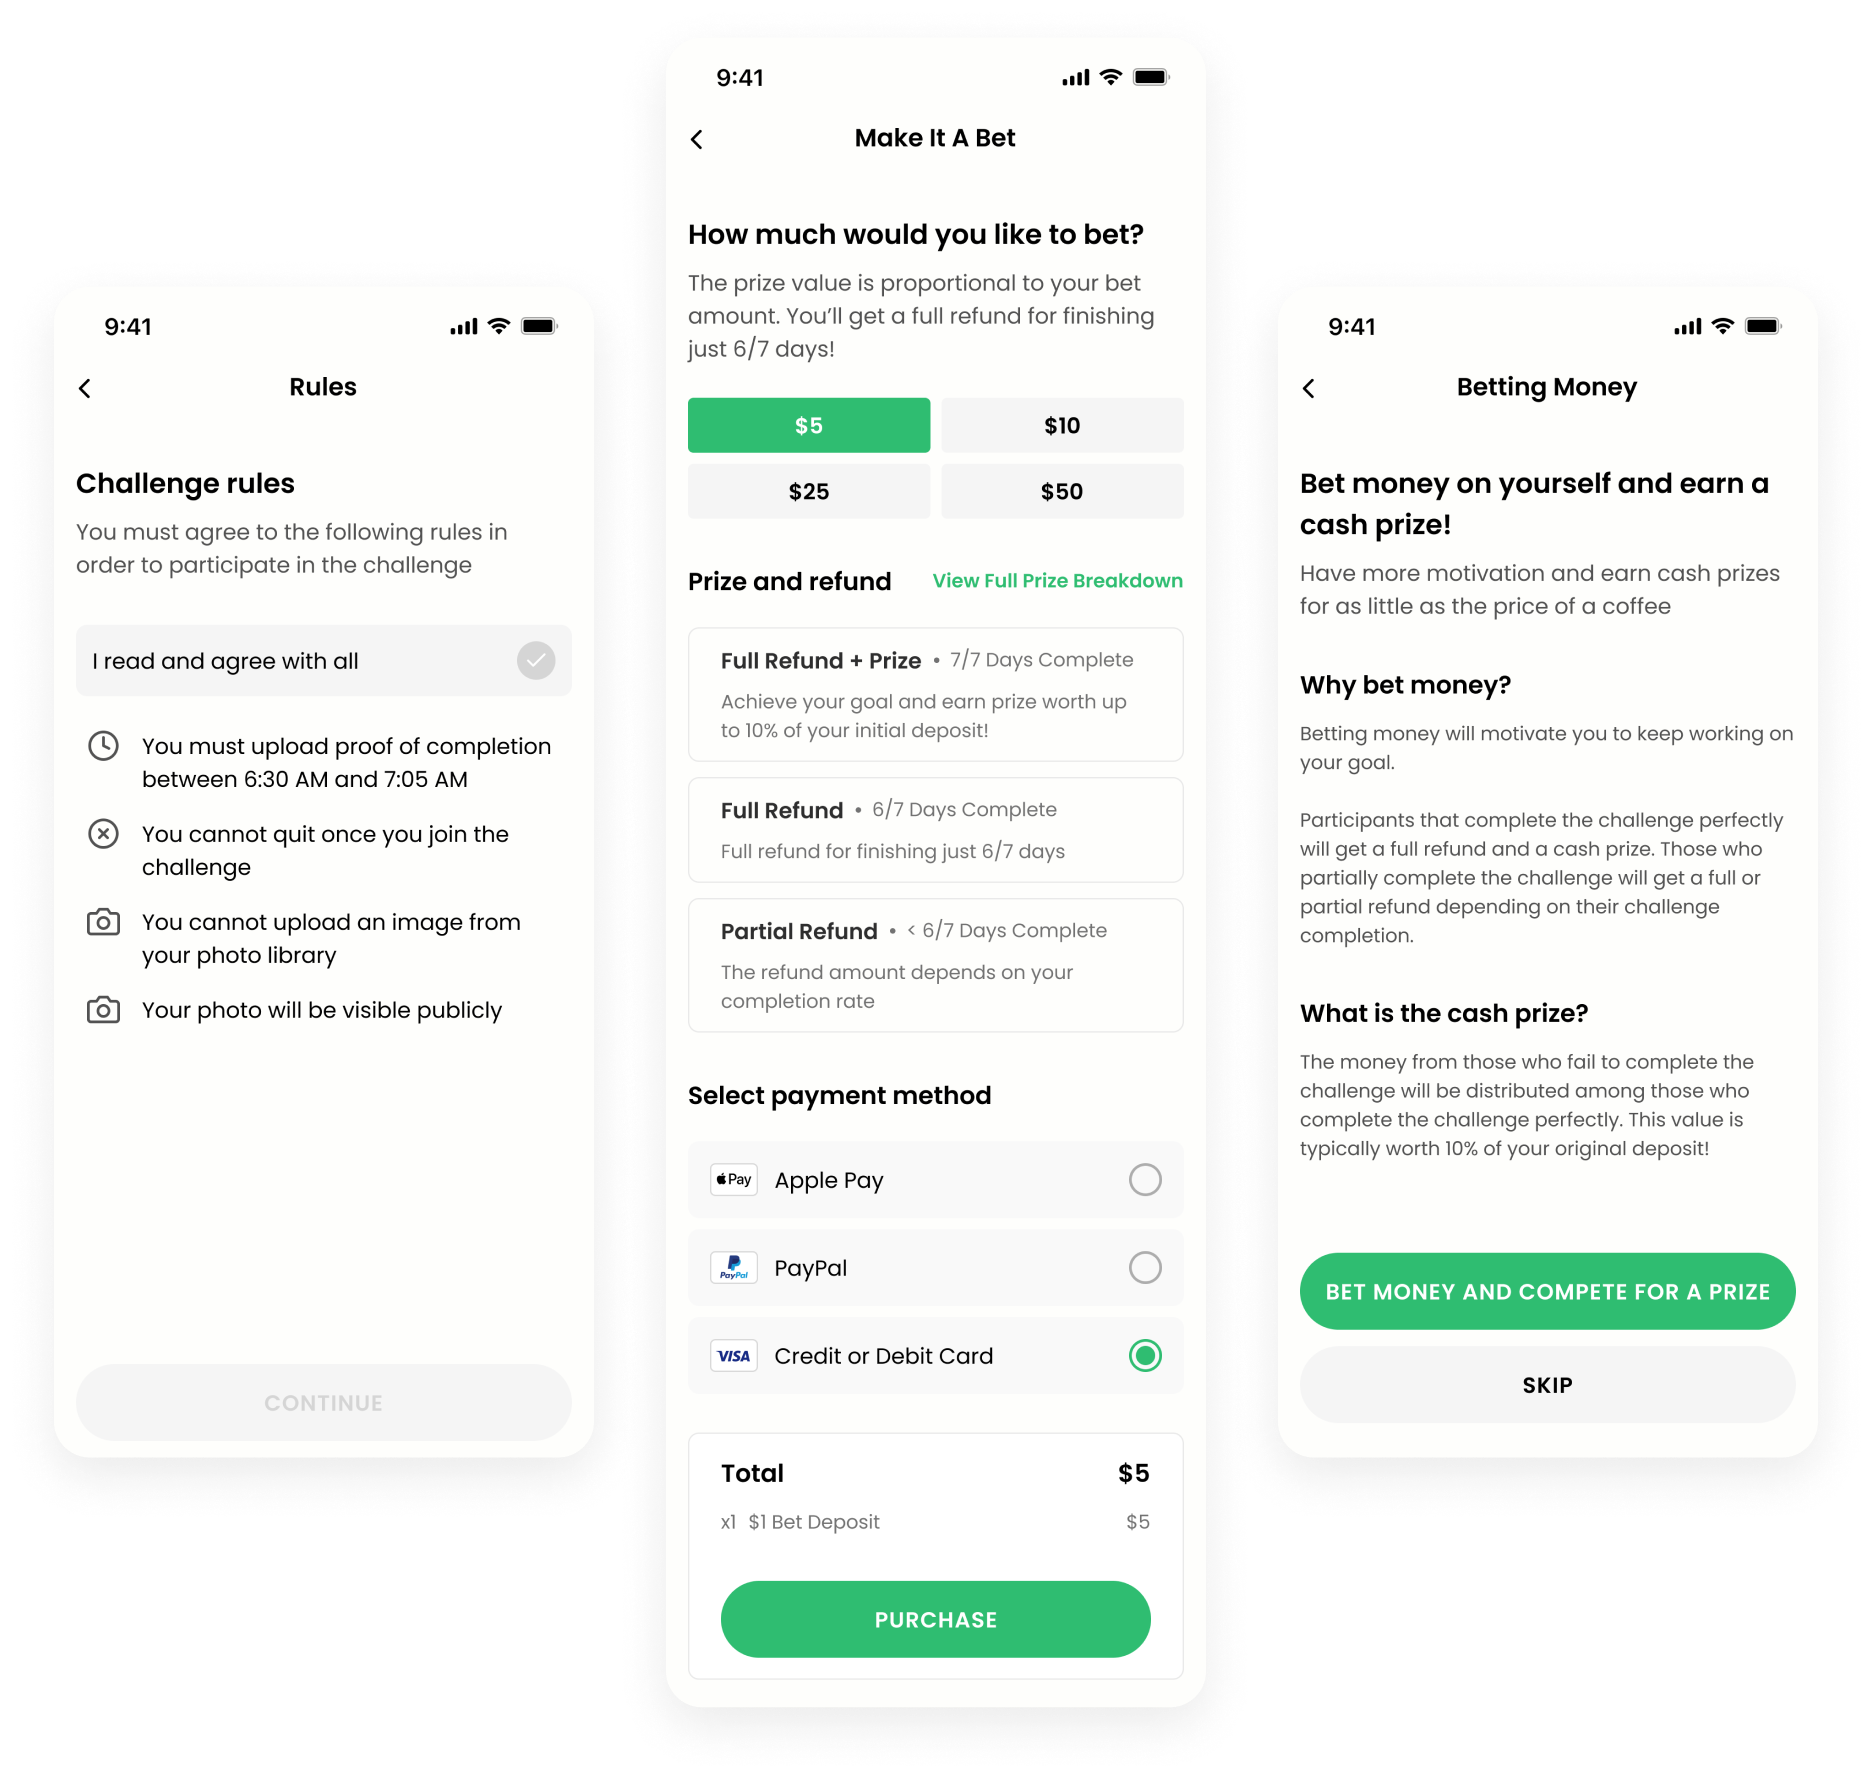 9:41
Rules
Challenge rules
You must agree to the following rules in
order to participate in the challenge
I read and agree with all
You must upload proof of completion
between 6:30 AM and 7:05 AM
You cannot quit once you join the
challenge
You cannot upload an image from
your photo library
Your photo will be visible publicly
CONTINUE
9:41
Make It A Bet
How much would you like to bet?
The prize value is proportional to your bet
amount. You’ll get a full refund for finishing
just 6/7 days!
$5
$10
$25
$50
Prize and refund
View Full Prize Breakdown
Full Refund + Prize • 7/7 Days Complete
Achieve your goal and earn prize worth up
to 10% of your initial deposit!
Full Refund • 6/7 Days Complete
Full refund for finishing just 6/7 days
Partial Refund • < 6/7 Days Complete
The refund amount depends on your
completion rate
Select payment method
Pay Apple Pay
PayPal PayPal
VISA Credit or Debit Card
Total $5
x1 $1 Bet Deposit $5
PURCHASE
9:41
Betting Money
Bet money on yourself and earn a
cash prize!
Have more motivation and earn cash prizes
for as little as the price of a coffee
Why bet money?
Betting money will motivate you to keep working on
your goal.
Participants that complete the challenge perfectly
will get a full refund and a cash prize. Those who
partially complete the challenge will get a full or
partial refund depending on their challenge
completion.
What is the cash prize?
The money from those who fail to complete the
challenge will be distributed among those who
complete the challenge perfectly. This value is
typically worth 10% of your original deposit!
BET MONEY AND COMPETE FOR A PRIZE
SKIP